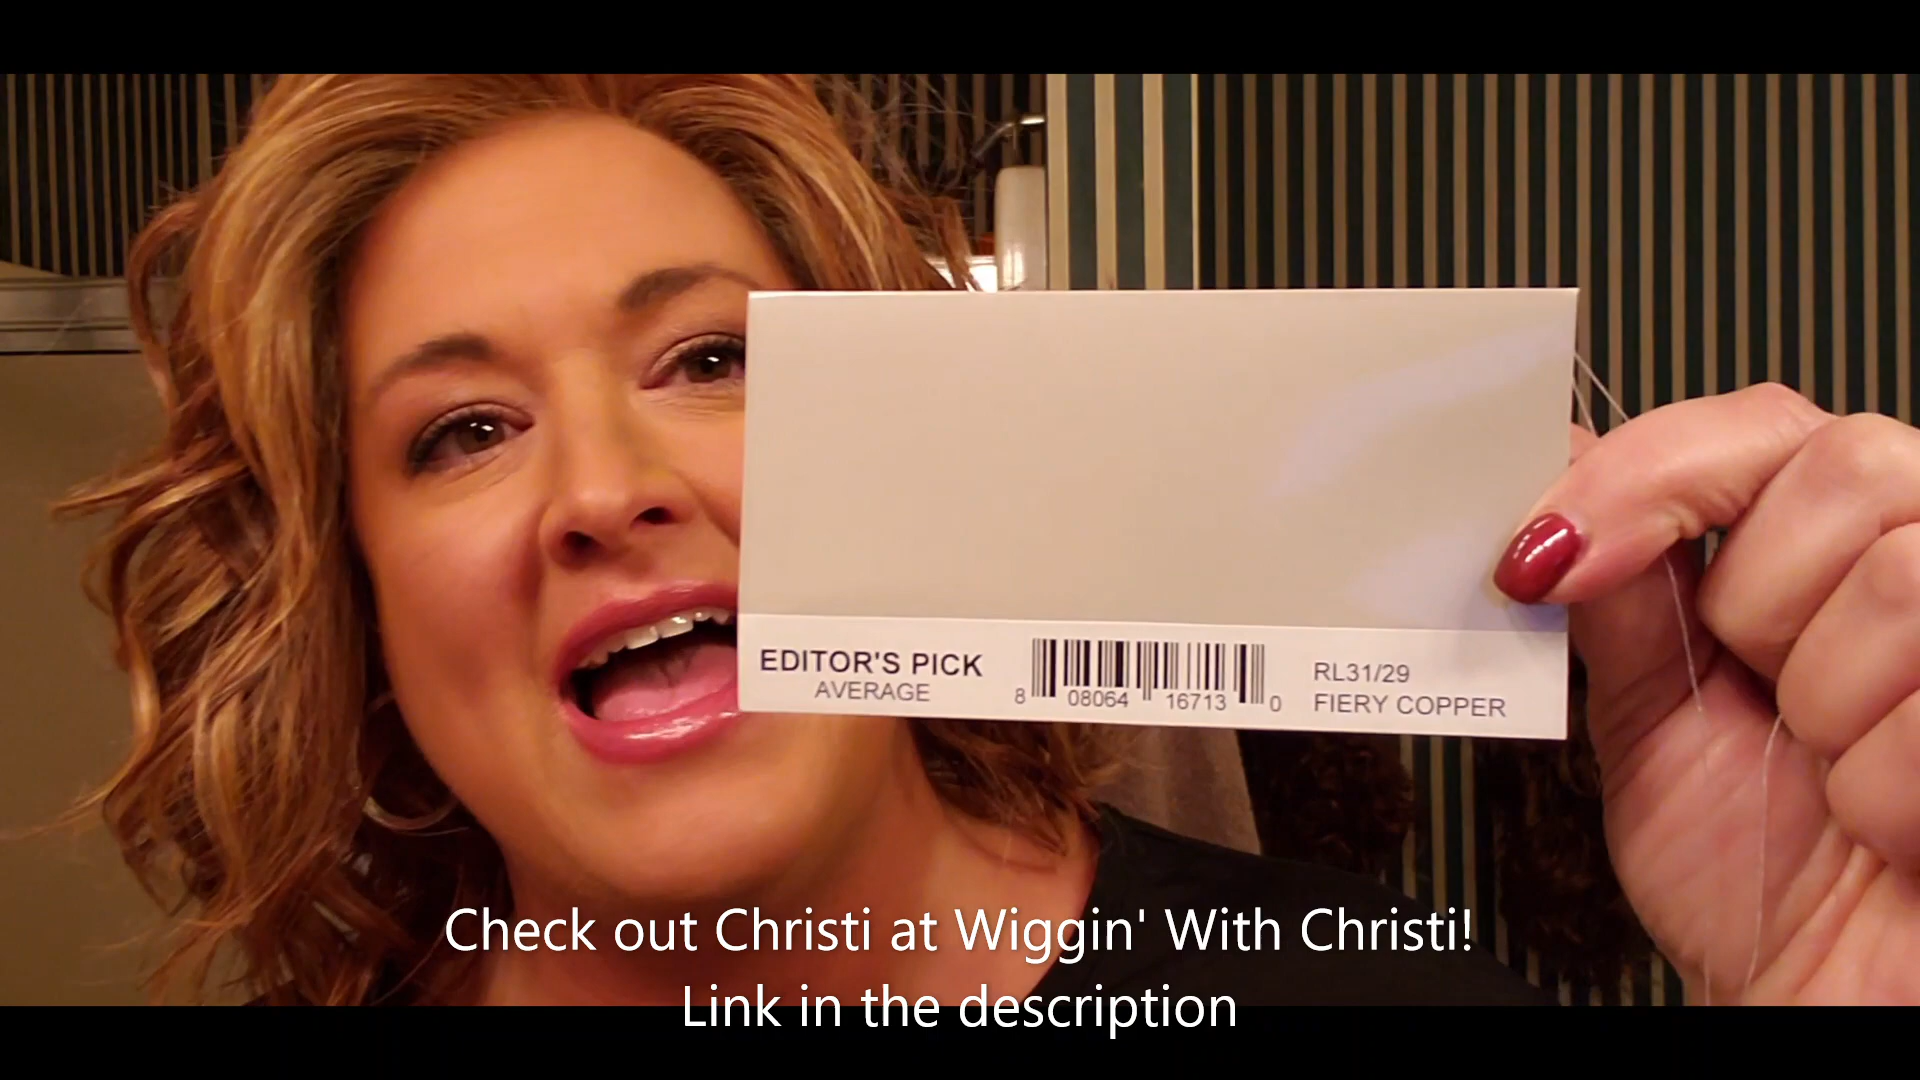 EDITOR'S PICK
AVERAGE
8 08064 16713 0
RL31/29
FIERY COPPER
Check out Christi at Wiggin' With Christi!
Link in the description